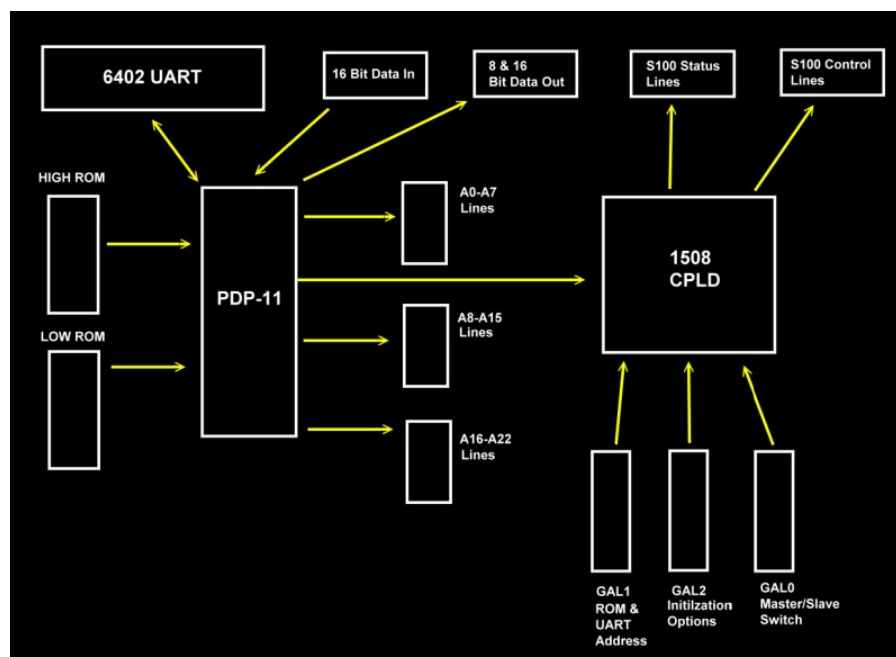 6402 UART
16 Bit Data In
8 & 16
Bit Data Out
S100 Status
Lines
S100 Control
Lines
HIGH ROM
A0-A7
Lines
PDP-11
1508
CPLD
LOW ROM
A8-A15
Lines
A16-A22
Lines
GAL1
ROM &
UART
Address
GAL2
Initilzation
Options
GAL0
Master/Slave
Switch